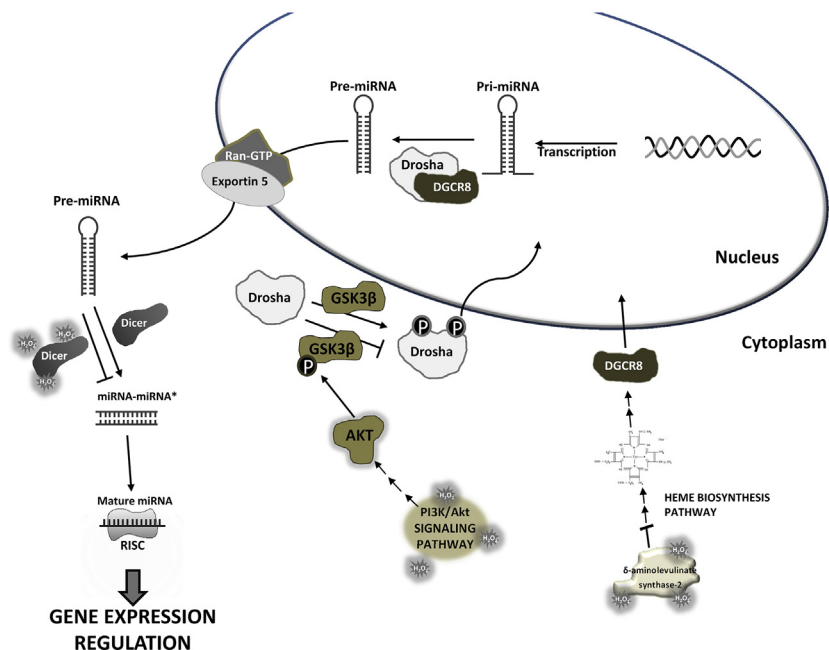 Pre-miRNA
Pri-miRNA
Ran-GTP
Exportin 5
Drosha
DGCR8
Transcription
Pre-miRNA
Nucleus
Cytoplasm
Dicer
H₂O₂
H₂O₂
Dicer
H₂O₂
miRNA-miRNA*
Mature miRNA
RISC
GENE EXPRESSION
REGULATION
Drosha
GSK3β
GSK3β
P
P
P
Drosha
AKT
H₂O₂
PI3K/Akt
SIGNALING
PATHWAY
H₂O₂
H₂O₂
DGCR8
HEME BIOSYNTHESIS
PATHWAY
H₂O₂
δ-aminolevulinate
synthase-2
H₂O₂
H₂O₂